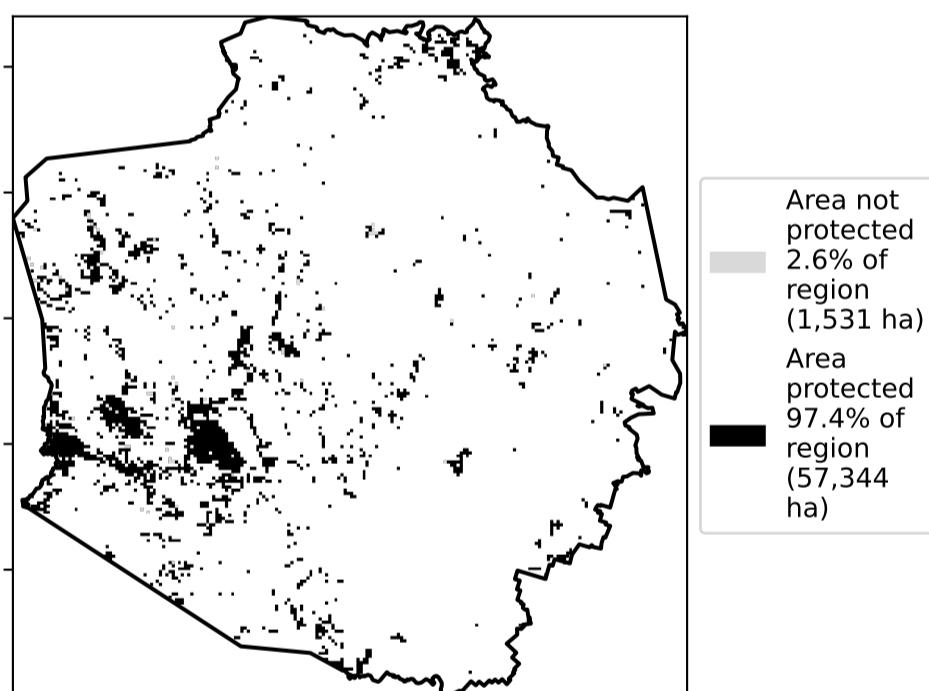 Area not
protected
2.6% of
region
(1,531 ha)
Area
protected
97.4% of
region
(57,344
ha)